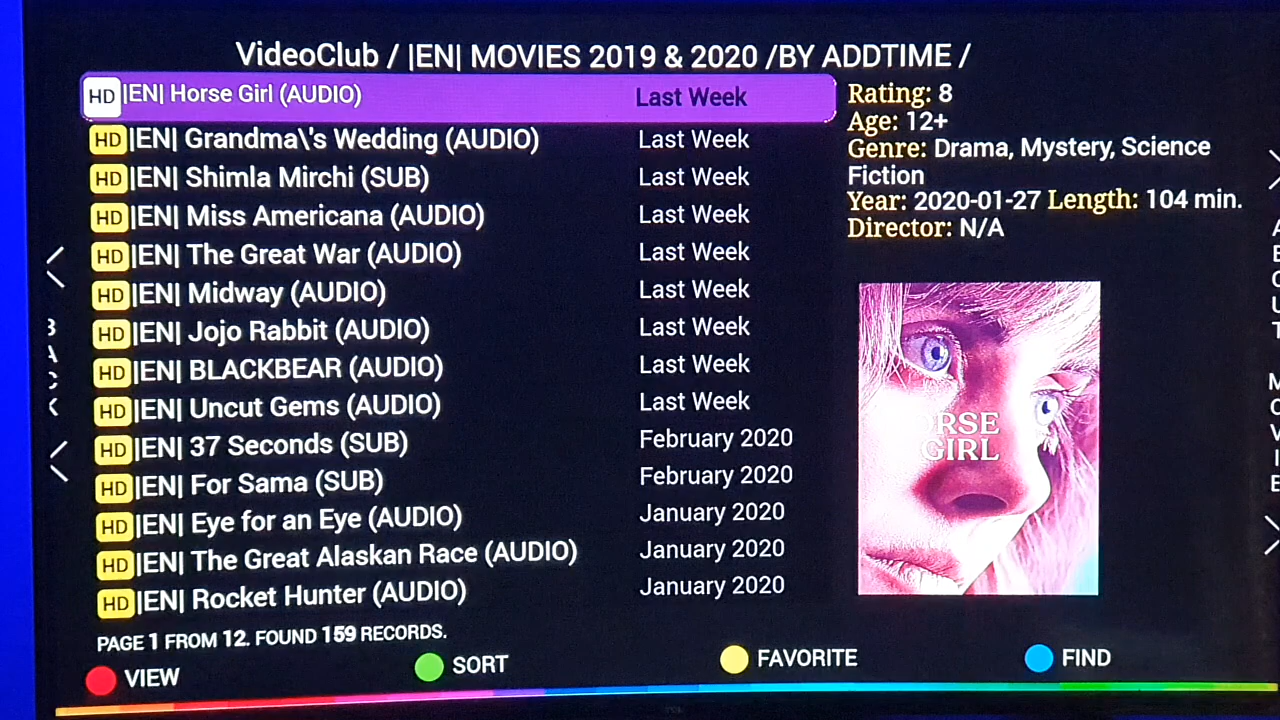 VideoClub / |EN| MOVIES 2019 & 2020 /BY ADDTIME /
HD |EN| Horse Girl (AUDIO) Last Week
HD |EN| Grandma\'s Wedding (AUDIO) Last Week
HD |EN| Shimla Mirchi (SUB) Last Week
HD |EN| Miss Americana (AUDIO) Last Week
HD |EN| The Great War (AUDIO) Last Week
HD |EN| Midway (AUDIO) Last Week
HD |EN| Jojo Rabbit (AUDIO) Last Week
HD |EN| BLACKBEAR (AUDIO) Last Week
HD |EN| Uncut Gems (AUDIO) Last Week
HD |EN| 37 Seconds (SUB) February 2020
HD |EN| For Sama (SUB) February 2020
HD |EN| Eye for an Eye (AUDIO) January 2020
HD |EN| The Great Alaskan Race (AUDIO) January 2020
HD |EN| Rocket Hunter (AUDIO) January 2020
PAGE 1 FROM 12. FOUND 159 RECORDS.
Rating: 8
Age: 12+
Genre: Drama, Mystery, Science
Fiction
Year: 2020-01-27 Length: 104 min.
Director: N/A
HORSE
GIRL
VIEW SORT FAVORITE FIND